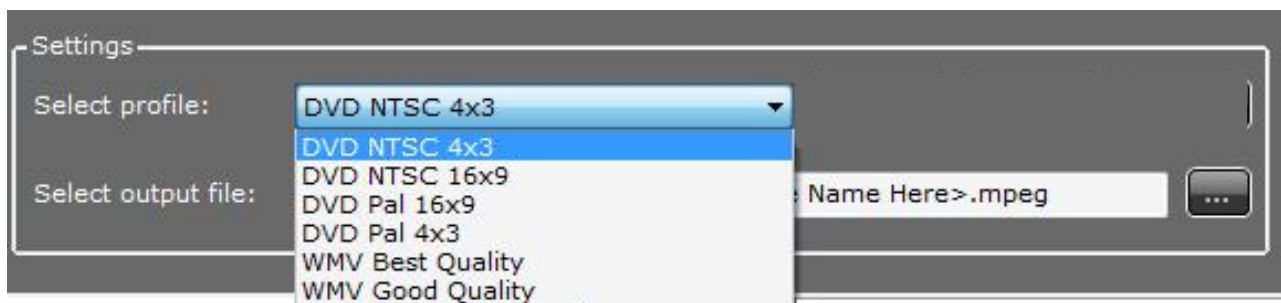 Settings
Select profile:
DVD NTSC 4x3
DVD NTSC 4x3
DVD NTSC 16x9
DVD Pal 16x9
DVD Pal 4x3
WMV Best Quality
WMV Good Quality
Select output file:
Name Here>.mpeg
...